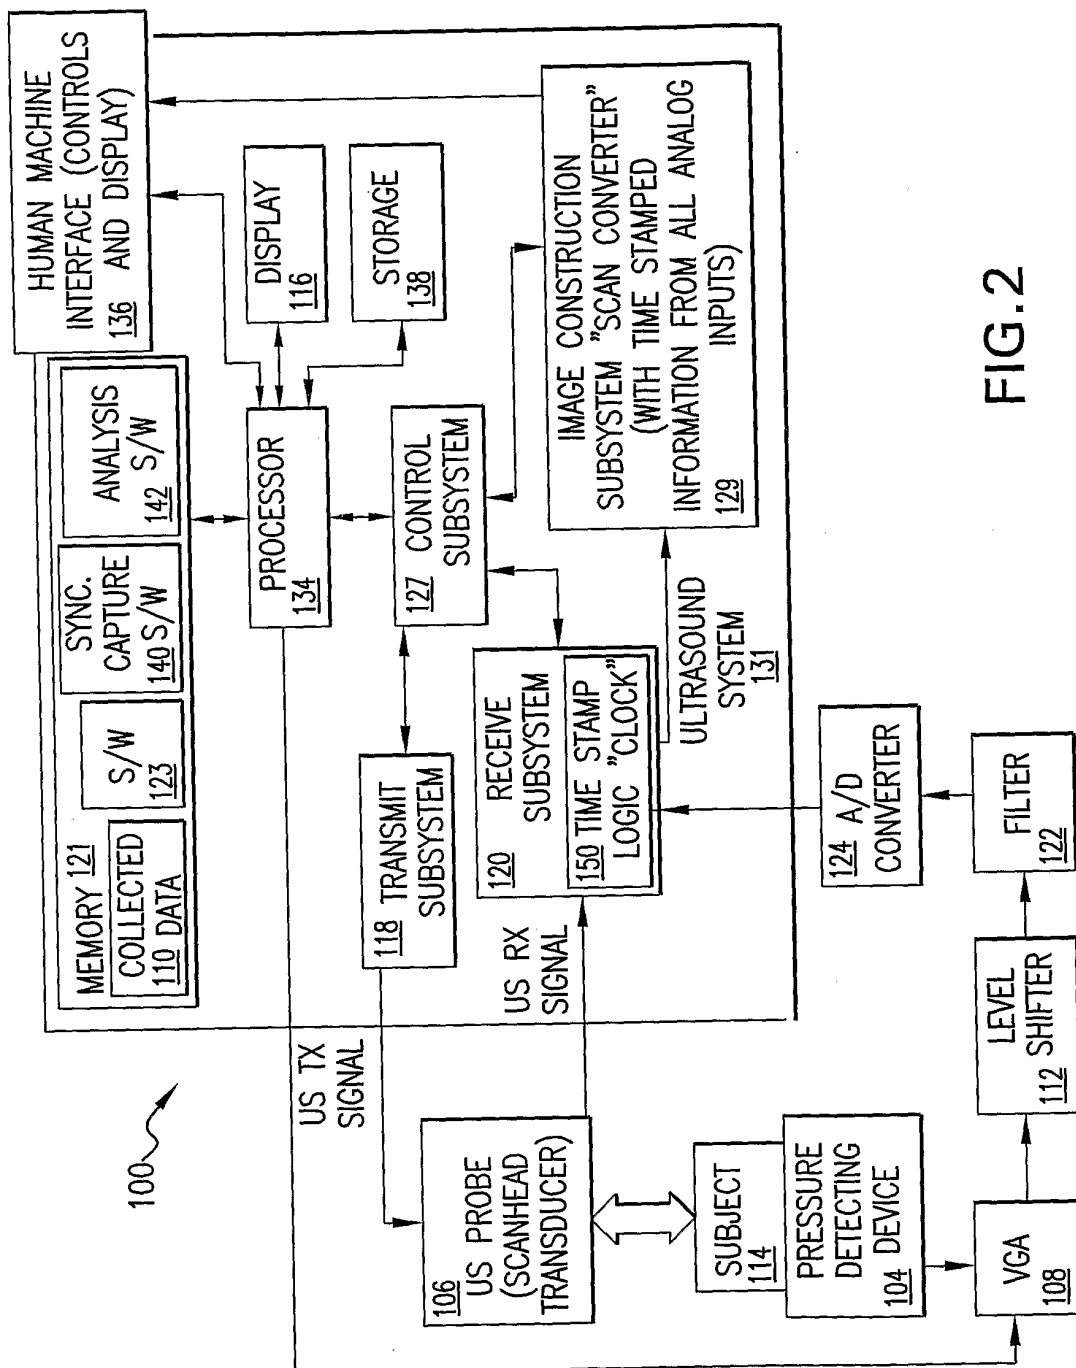 HUMAN MACHINE
INTERFACE (CONTROLS
136 AND DISPLAY)
MEMORY 121
COLLECTED
110 DATA
S/W
123
SYNC.
CAPTURE
140 S/W
ANALYSIS
142 S/W
PROCESSOR
134
DISPLAY
116
STORAGE
138
118 TRANSMIT
SUBSYSTEM
127 CONTROL
SUBSYSTEM
RECEIVE
120 SUBSYSTEM
150 TIME STAMP
LOGIC "CLOCK"
IMAGE CONSTRUCTION
SUBSYSTEM "SCAN CONVERTER"
(WITH TIME STAMPED
INFORMATION FROM ALL ANALOG
129 INPUTS)
ULTRASOUND
SYSTEM
131
100
US TX
SIGNAL
US RX
SIGNAL
106
US PROBE
(SCANHEAD
TRANSDUCER)
SUBJECT
114
PRESSURE
DETECTING
104 DEVICE
VGA
108
LEVEL
112 SHIFTER
FILTER
122
124 A/D
CONVERTER
FIG.2